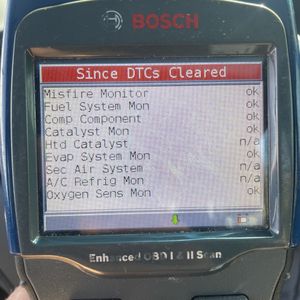 BOSCH
Since DTCs Cleared
Misfire Monitor ok
Fuel System Mon ok
Comp Component ok
Catalyst Mon ok
Htd Catalyst n/a
Evap System Mon ok
Sec Air System n/a
A/C Refrig Mon n/a
Oxygen Sens Mon ok
Enhanced OBD I & II Scan